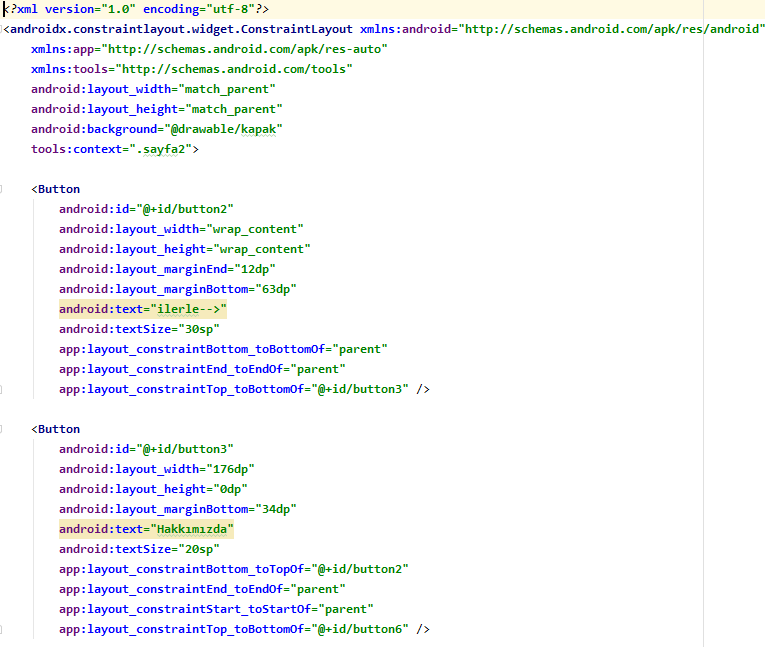 <?xml version="1.0" encoding="utf-8"?>
<androidx.constraintlayout.widget.ConstraintLayout xmlns:android="http://schemas.android.com/apk/res/android"
    xmlns:app="http://schemas.android.com/apk/res-auto"
    xmlns:tools="http://schemas.android.com/tools"
    android:layout_width="match_parent"
    android:layout_height="match_parent"
    android:background="@drawable/kapak"
    tools:context=".sayfa2">

    <Button
        android:id="@+id/button2"
        android:layout_width="wrap_content"
        android:layout_height="wrap_content"
        android:layout_marginEnd="12dp"
        android:layout_marginBottom="63dp"
        android:text="ilerle-->"
        android:textSize="30sp"
        app:layout_constraintBottom_toBottomOf="parent"
        app:layout_constraintEnd_toEndOf="parent"
        app:layout_constraintTop_toBottomOf="@+id/button3" />

    <Button
        android:id="@+id/button3"
        android:layout_width="176dp"
        android:layout_height="0dp"
        android:layout_marginBottom="34dp"
        android:text="Hakkımızda"
        android:textSize="20sp"
        app:layout_constraintBottom_toTopOf="@+id/button2"
        app:layout_constraintEnd_toEndOf="parent"
        app:layout_constraintStart_toStartOf="parent"
        app:layout_constraintTop_toBottomOf="@+id/button6" />